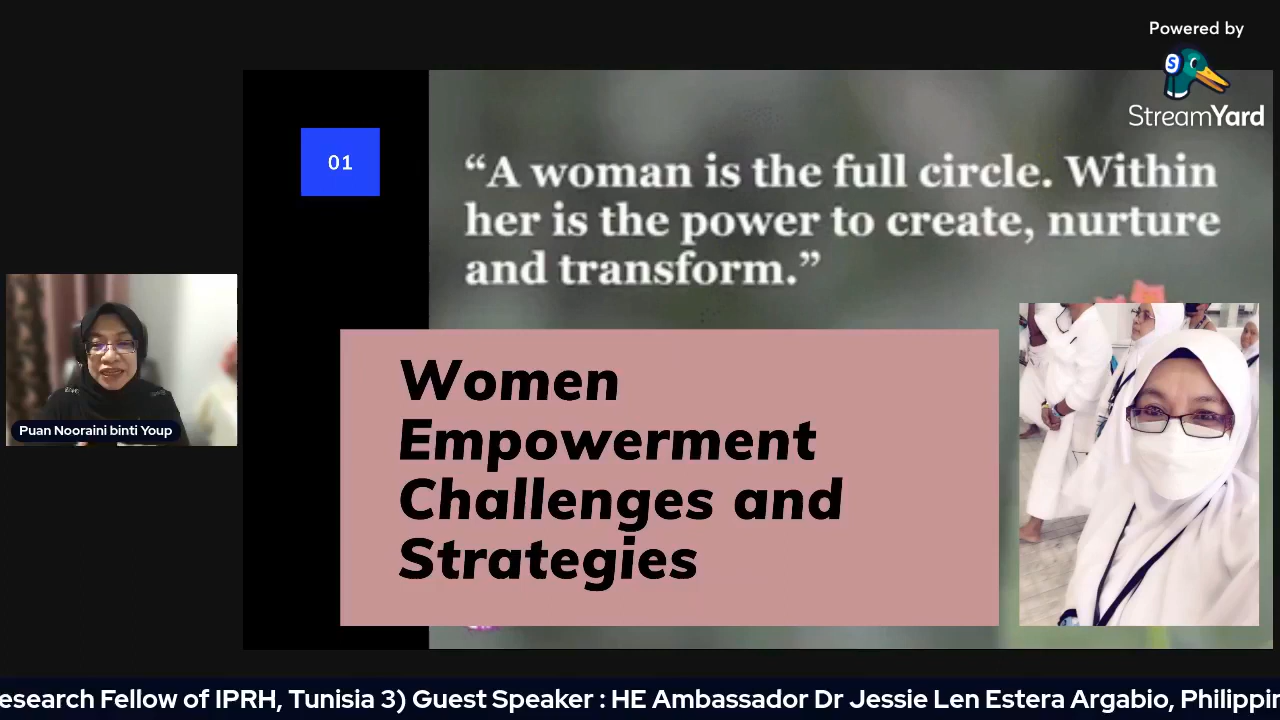 Powered by
StreamYard
01
“A woman is the full circle. Within
her is the power to create, nurture
and transform.”
Women
Empowerment
Challenges and
Strategies
Puan Nooraini binti Youp
esearch Fellow of IPRH, Tunisia 3) Guest Speaker : HE Ambassador Dr Jessie Len Estera Argabio, Philippin